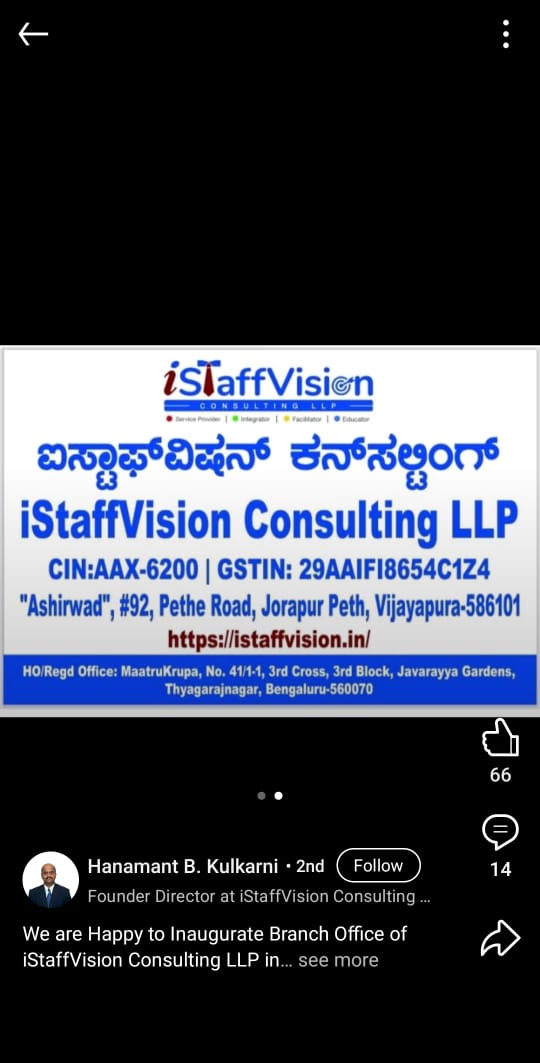 iSTaffVision
CONSULTING LLP
Service Provider | Integrator | Facilitator | Educator
ಐಸ್ಟಾಫ್‌ವಿಷನ್ ಕನ್‌ಸಲ್ಟಿಂಗ್
iStaffVision Consulting LLP
CIN:AAX-6200 | GSTIN: 29AAIFI8654C1Z4
"Ashirwad", #92, Pethe Road, Jorapur Peth, Vijayapura-586101
https://istaffvision.in/
HO/Regd Office: MaatruKrupa, No. 41/1-1, 3rd Cross, 3rd Block, Javarayya Gardens,
Thyagarajnagar, Bengaluru-560070
66
14
Hanamant B. Kulkarni • 2nd Follow
Founder Director at iStaffVision Consulting ...
We are Happy to Inaugurate Branch Office of
iStaffVision Consulting LLP in... see more